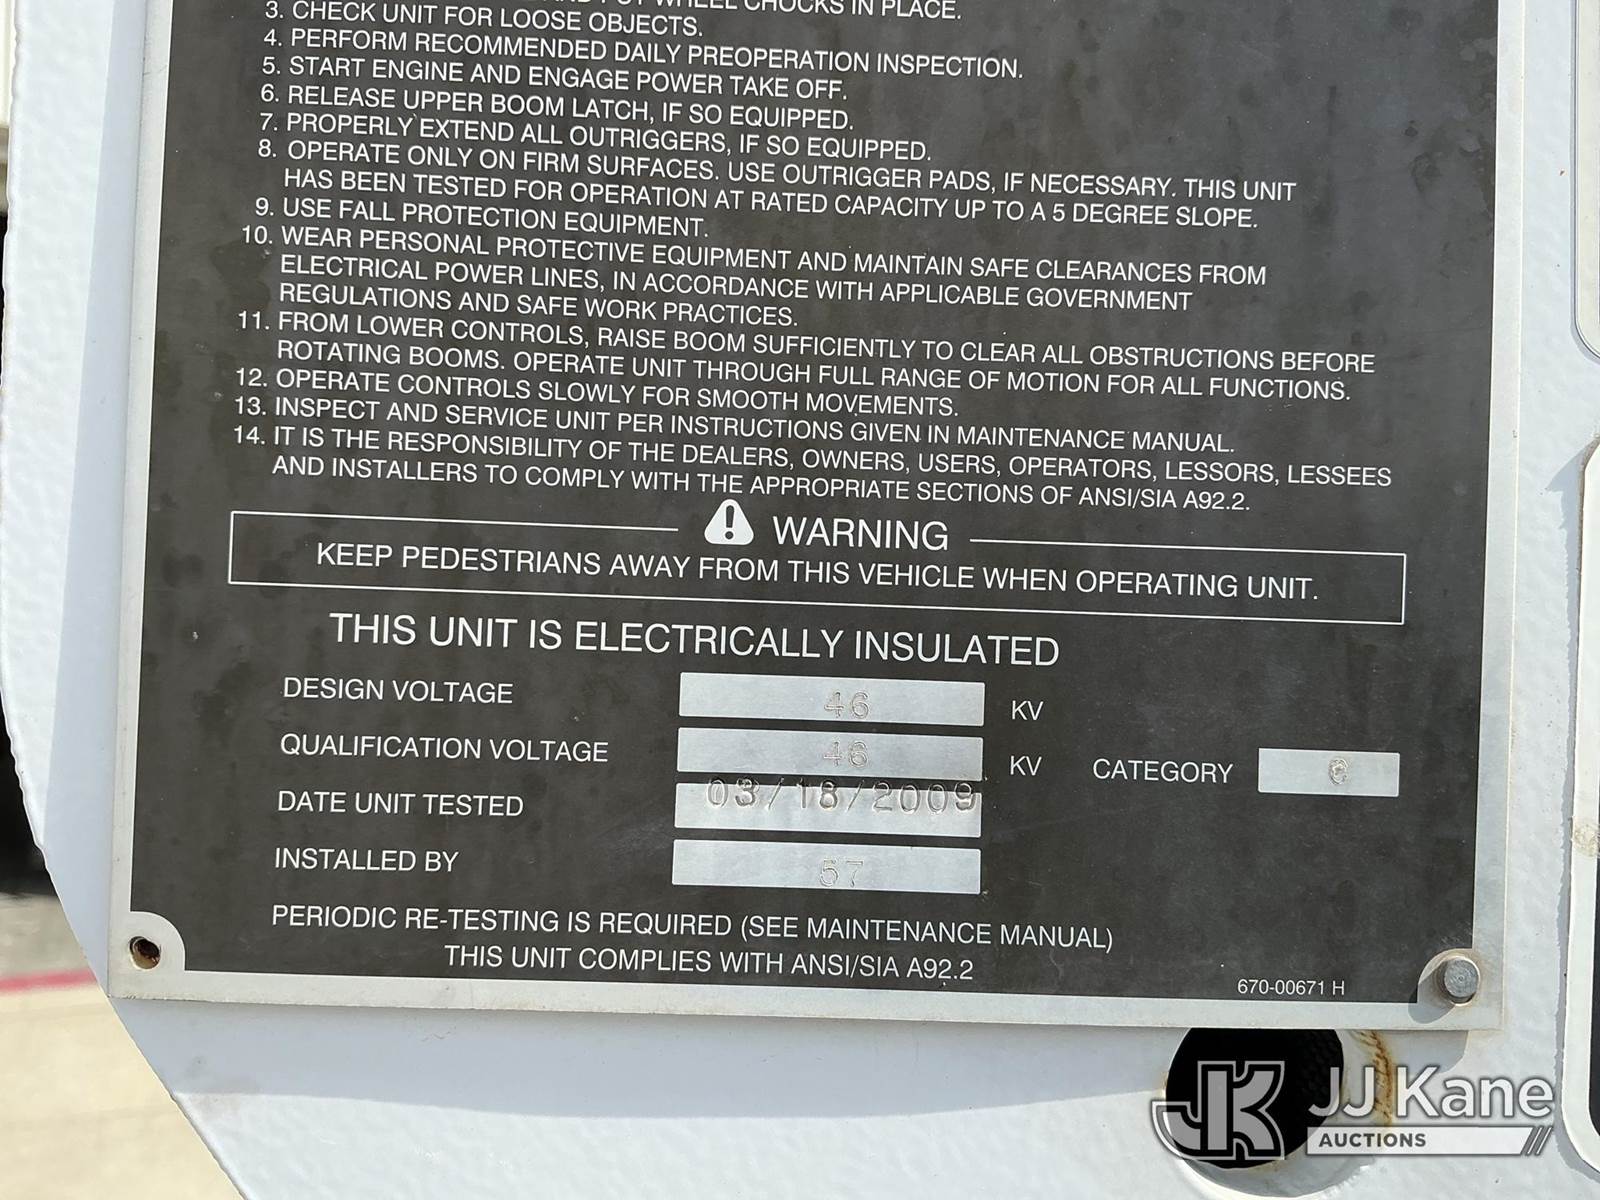 AND PUT WHEEL CHOCKS IN PLACE.
3. CHECK UNIT FOR LOOSE OBJECTS.
4. PERFORM RECOMMENDED DAILY PREOPERATION INSPECTION.
5. START ENGINE AND ENGAGE POWER TAKE OFF.
6. RELEASE UPPER BOOM LATCH, IF SO EQUIPPED.
7. PROPERLY EXTEND ALL OUTRIGGERS, IF SO EQUIPPED.
8. OPERATE ONLY ON FIRM SURFACES. USE OUTRIGGER PADS, IF NECESSARY. THIS UNIT
HAS BEEN TESTED FOR OPERATION AT RATED CAPACITY UP TO A 5 DEGREE SLOPE.
9. USE FALL PROTECTION EQUIPMENT.
10. WEAR PERSONAL PROTECTIVE EQUIPMENT AND MAINTAIN SAFE CLEARANCES FROM
ELECTRICAL POWER LINES, IN ACCORDANCE WITH APPLICABLE GOVERNMENT
REGULATIONS AND SAFE WORK PRACTICES.
11. FROM LOWER CONTROLS, RAISE BOOM SUFFICIENTLY TO CLEAR ALL OBSTRUCTIONS BEFORE
ROTATING BOOMS. OPERATE UNIT THROUGH FULL RANGE OF MOTION FOR ALL FUNCTIONS.
12. OPERATE CONTROLS SLOWLY FOR SMOOTH MOVEMENTS.
13. INSPECT AND SERVICE UNIT PER INSTRUCTIONS GIVEN IN MAINTENANCE MANUAL.
14. IT IS THE RESPONSIBILITY OF THE DEALERS, OWNERS, USERS, OPERATORS, LESSORS, LESSEES
AND INSTALLERS TO COMPLY WITH THE APPROPRIATE SECTIONS OF ANSI/SIA A92.2.
WARNING
KEEP PEDESTRIANS AWAY FROM THIS VEHICLE WHEN OPERATING UNIT.
THIS UNIT IS ELECTRICALLY INSULATED
DESIGN VOLTAGE 46 KV
QUALIFICATION VOLTAGE 46 KV CATEGORY C
DATE UNIT TESTED 03/18/2009
INSTALLED BY 57
PERIODIC RE-TESTING IS REQUIRED (SEE MAINTENANCE MANUAL)
THIS UNIT COMPLIES WITH ANSI/SIA A92.2
670-00671 H
JK JJ Kane
AUCTIONS